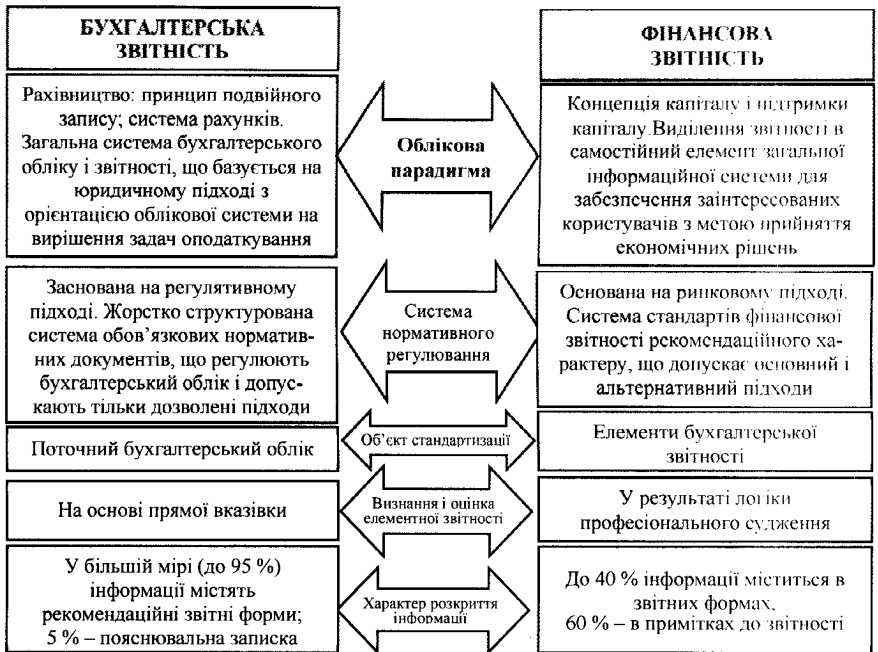 БУХГАЛТЕРСЬКА
ЗВІТНІСТЬ
ФІНАНСОВА
ЗВІТНІСТЬ
Рахівництво: принцип подвійного
запису; система рахунків.
Загальна система бухгалтерського
обліку і звітності, що базується на
юридичному підході з
орієнтацією облікової системи на
вирішення задач оподаткування
Облікова
парадигма
Концепція капіталу і підтримки
капіталу.Виділення звітності в
самостійний елемент загальної
інформаційної системи для
забезпечення заінтересованих
користувачів з метою прийняття
економічних рішень
Заснована на регулятивному
підході. Жорстко структурована
система обов’язкових норматив-
них документів, що регулюють
бухгалтерський облік і допус-
кають тільки дозволені підходи
Система
нормативного
регулювання
Основана на ринковому підході.
Система стандартів фінансової
звітності рекомендаційного ха-
рактеру, що допускає основний і
альтернативний підходи
Поточний бухгалтерський облік
Об’єкт стандартизації
Елементи бухгалтерської
звітності
На основі прямої вказівки
Визнання і оцінка
елементної звітності
У результаті логіки
професіонального судження
У більшій мірі (до 95 %)
інформації містять
рекомендаційні звітні форми;
5 % – пояснювальна записка
Характер розкриття
інформації
До 40 % інформації міститься в
звітних формах,
60 % – в примітках до звітності